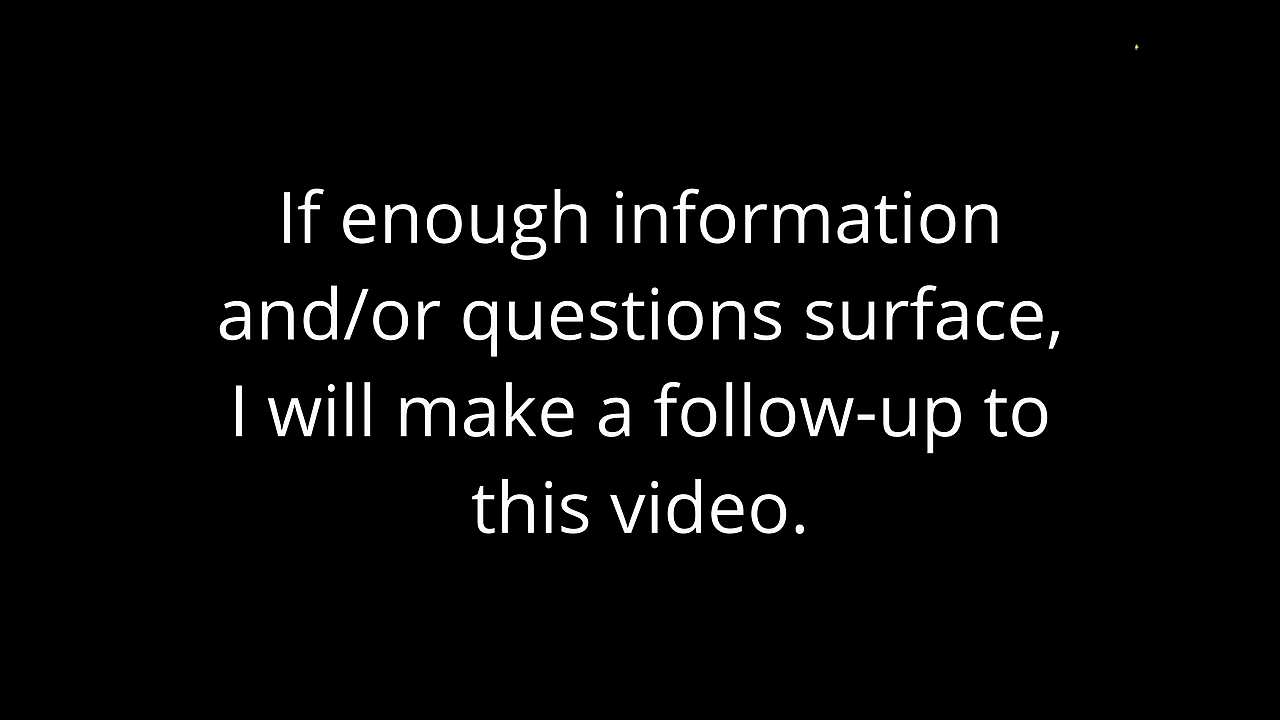 If enough information
and/or questions surface,
I will make a follow-up to
this video.